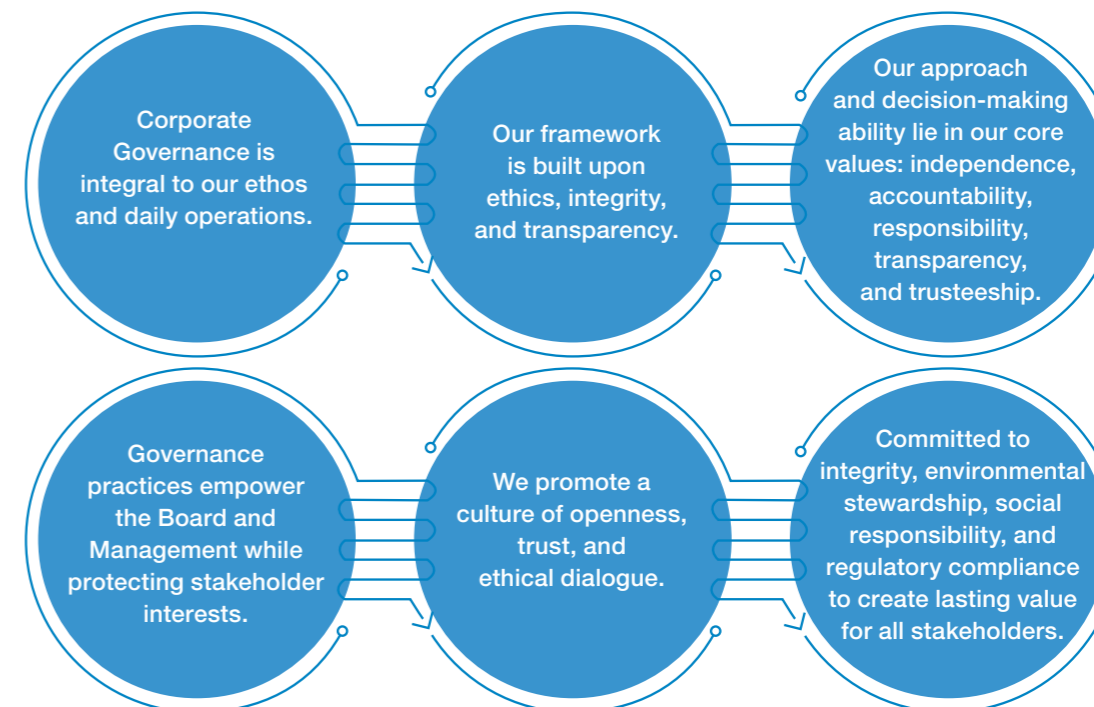 Corporate
Governance is
integral to our ethos
and daily operations.
Our framework
is built upon
ethics, integrity,
and transparency.
Our approach
and decision-making
ability lie in our core
values: independence,
accountability,
responsibility,
transparency,
and trusteeship.
Governance
practices empower
the Board and
Management while
protecting stakeholder
interests.
We promote a
culture of openness,
trust, and
ethical dialogue.
Committed to
integrity, environmental
stewardship, social
responsibility, and
regulatory compliance
to create lasting value
for all stakeholders.